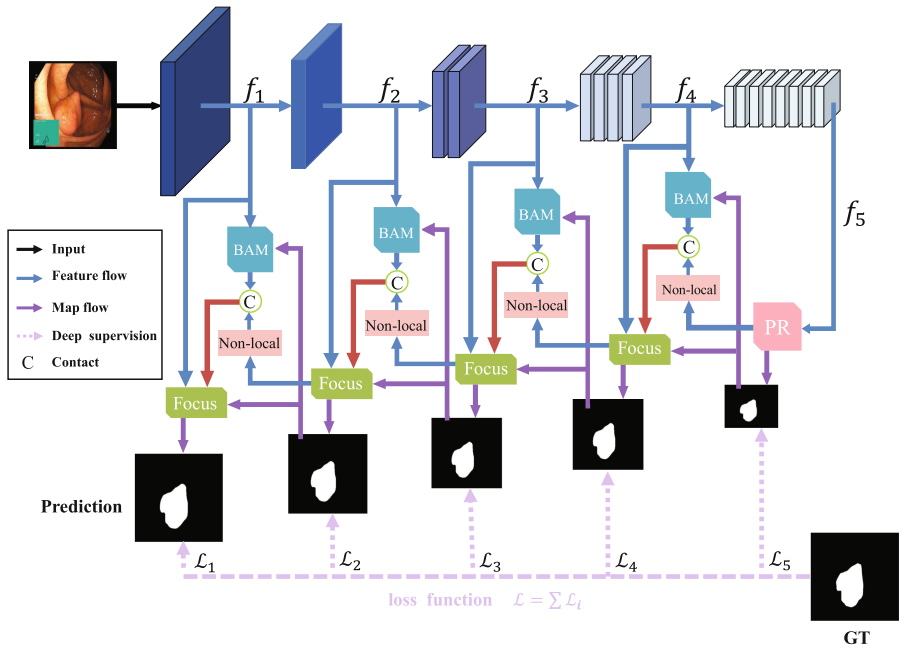 f₁
f₂
f₃
f₄
f₅
BAM
BAM
BAM
BAM
C
C
C
C
Non-local
Non-local
Non-local
Non-local
PR
Focus
Focus
Focus
Focus
Input
Feature flow
Map flow
Deep supervision
C Contact
Prediction
ℒ₁
ℒ₂
ℒ₃
ℒ₄
ℒ₅
loss function ℒ = ∑ ℒᵢ
GT